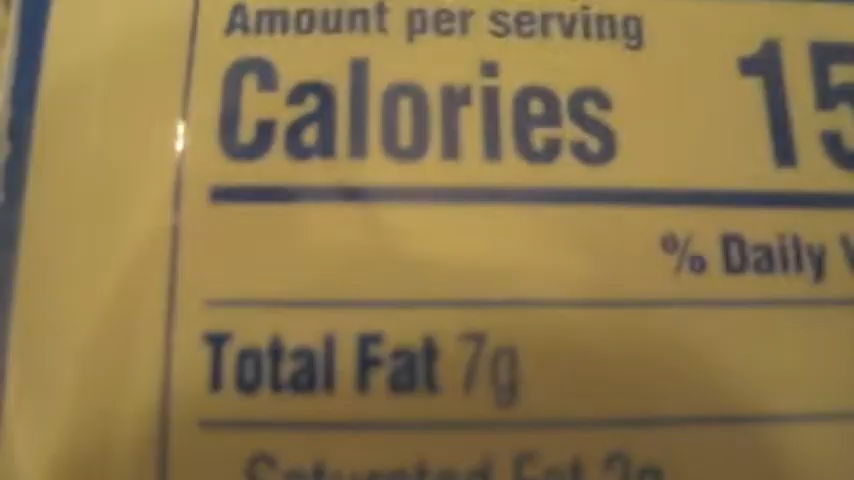 Amount per serving
Calories 15
% Daily V
Total Fat 7g
Saturated Fat 2g